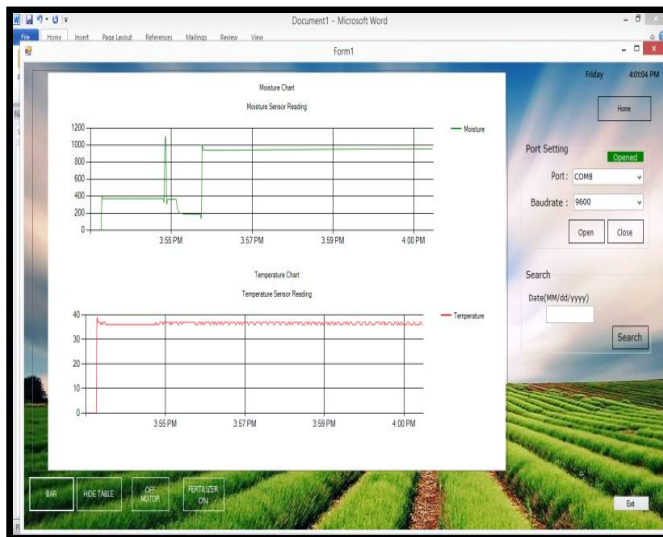 Document1 - Microsoft Word
File Home Insert Page Layout References Mailings Review View
Form1
Friday 4:01:04 PM
Home
Moisture Chart
Moisture Sensor Reading
Moisture
1200
1000
800
600
400
200
0
3:55 PM 3:57 PM 3:59 PM 4:00 PM
Temperature Chart
Temperature Sensor Reading
Temperature
40
30
20
10
0
3:55 PM 3:57 PM 3:59 PM 4:00 PM
Port Setting
Opened
Port : COM8
Baudrate : 9600
Open Close
Search
Date(MM/dd/yyyy)
Search
BAR HIDE TABLE OFF MOTOR FERTILIZER ON
Exit